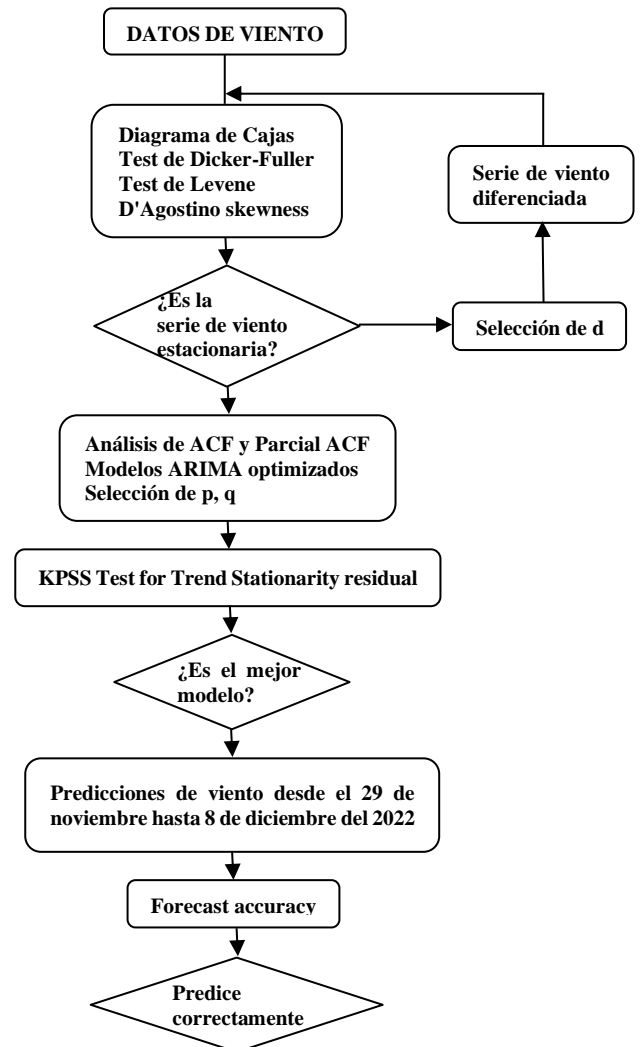 DATOS DE VIENTO
Diagrama de Cajas
Test de Dicker-Fuller
Test de Levene
D'Agostino skewness
Serie de viento
diferenciada
¿Es la
serie de viento
estacionaria?
Selección de d
Análisis de ACF y Parcial ACF
Modelos ARIMA optimizados
Selección de p, q
KPSS Test for Trend Stationarity residual
¿Es el mejor
modelo?
Predicciones de viento desde el 29 de
noviembre hasta 8 de diciembre del 2022
Forecast accuracy
Predice
correctamente